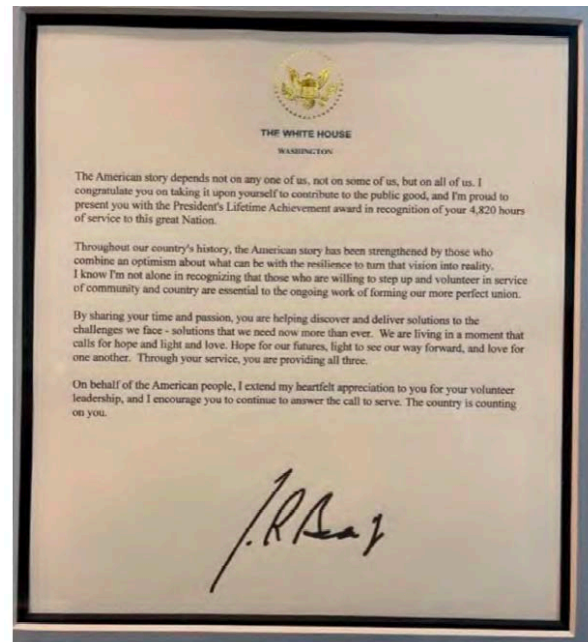 THE WHITE HOUSE
WASHINGTON
The American story depends not on any one of us, not on some of us, but on all of us. I
congratulate you on taking it upon yourself to contribute to the public good, and I'm proud to
present you with the President's Lifetime Achievement award in recognition of your 4,820 hours
of service to this great Nation.
Throughout our country's history, the American story has been strengthened by those who
combine an optimism about what can be with the resilience to turn that vision into reality.
I know I'm not alone in recognizing that those who are willing to step up and volunteer in service
of community and country are essential to the ongoing work of forming our more perfect union.
By sharing your time and passion, you are helping discover and deliver solutions to the
challenges we face - solutions that we need now more than ever. We are living in a moment that
calls for hope and light and love. Hope for our futures, light to see our way forward, and love for
one another. Through your service, you are providing all three.
On behalf of the American people, I extend my heartfelt appreciation to you for your volunteer
leadership, and I encourage you to continue to answer the call to serve. The country is counting
on you.